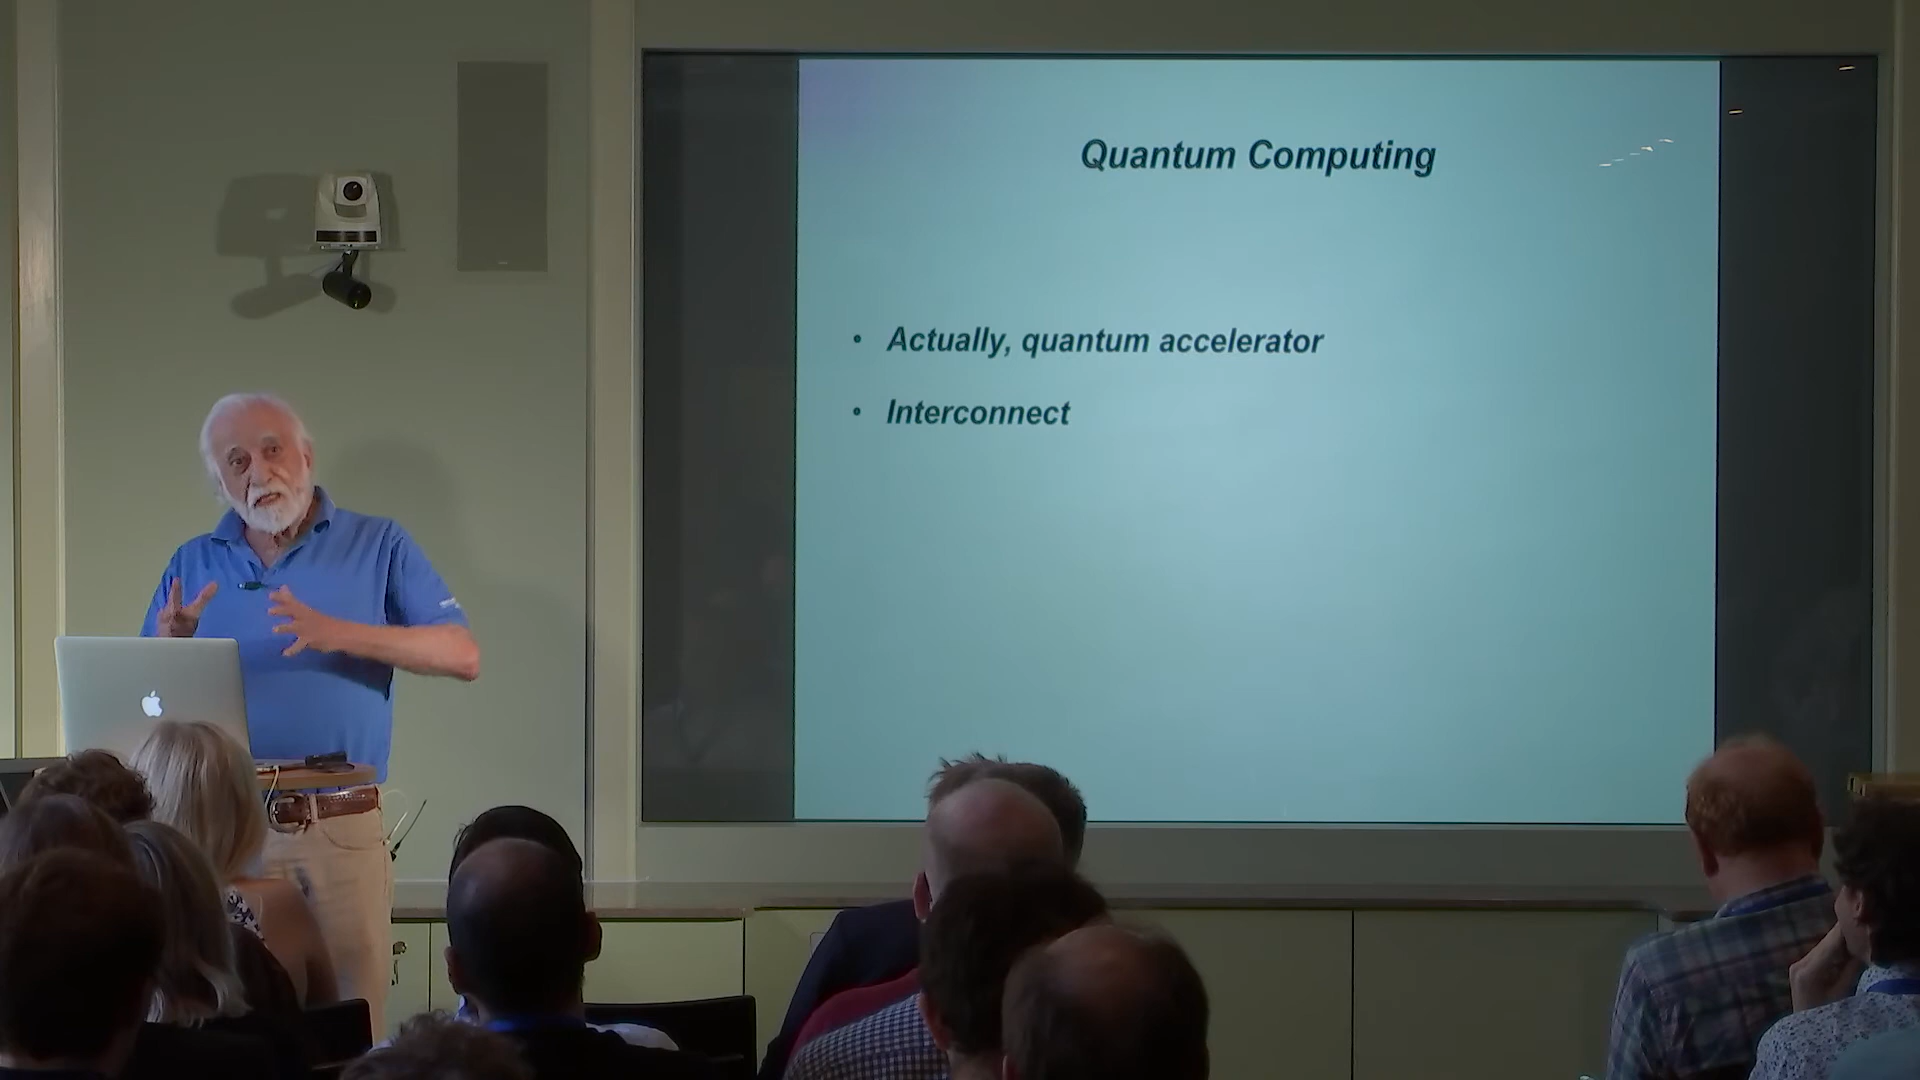 Quantum Computing
• Actually, quantum accelerator
• Interconnect